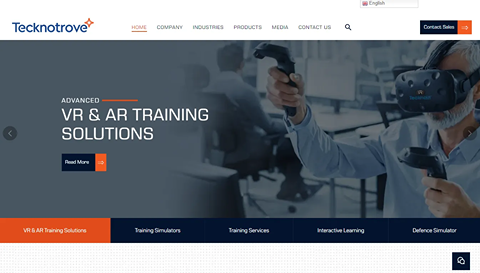 English
Tecknotrove
HOME
COMPANY
INDUSTRIES
PRODUCTS
MEDIA
CONTACT US
Contact Sales
ADVANCED
VR & AR TRAINING
SOLUTIONS
Read More
VR & AR Training Solutions
Training Simulators
Training Services
Interactive Learning
Defence Simulator